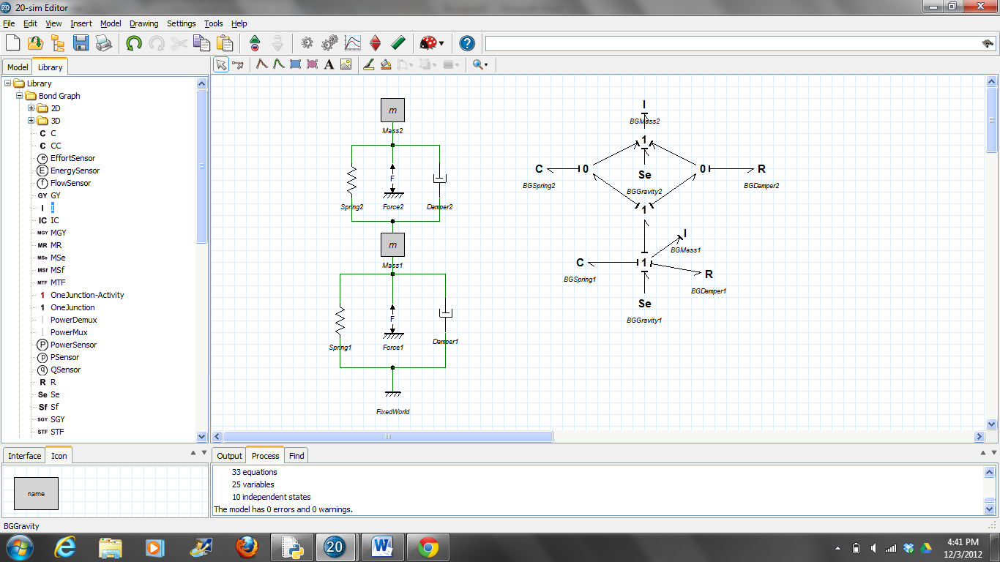 20 20-sim Editor
File Edit View Insert Model Drawing Settings Tools Help
Model Library
A
Library
Bond Graph
2D
3D
C C
C CC
e EffortSensor
E EnergySensor
f FlowSensor
GY GY
I I
IC IC
MGY MGY
MR MR
MSe MSe
MSf MSf
MTF MTF
1 OneJunction-Activity
1 OneJunction
PowerDemux
PowerMux
P PowerSensor
p PSensor
q QSensor
R R
Se Se
Sf Sf
SGY SGY
STF STF
m
Mass2
F
Spring2 Force2 Damper2
m
Mass1
F
Spring1 Force1 Damper1
FixedWorld
I
BGMass2
1
C 0 Se 0 R
BGSpring2 BGGravity2 BGDamper2
1
I
BGMass1
C 1 R
BGSpring1 BGDamper1
Se
BGGravity1
Interface Icon
name
Output Process Find
33 equations
25 variables
10 independent states
The model has 0 errors and 0 warnings.
BGGravity
20 W
4:41 PM
12/3/2012